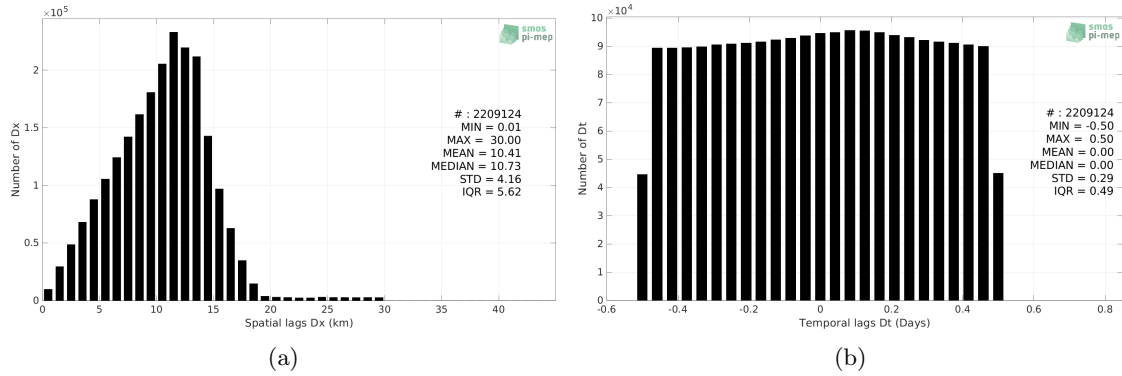 ×10⁵
smos
pi-mep
2
1.5
1
0.5
0
Number of Dx
# : 2209124
MIN = 0.01
MAX = 30.00
MEAN = 10.41
MEDIAN = 10.73
STD = 4.16
IQR = 5.62
0 5 10 15 20 25 30 35 40
Spatial lags Dx (km)
(a)
×10⁴
smos
pi-mep
10
9
8
7
6
5
4
3
2
1
0
Number of Dt
# : 2209124
MIN = -0.50
MAX = 0.50
MEAN = 0.00
MEDIAN = 0.00
STD = 0.29
IQR = 0.49
-0.6 -0.4 -0.2 0 0.2 0.4 0.6 0.8
Temporal lags Dt (Days)
(b)